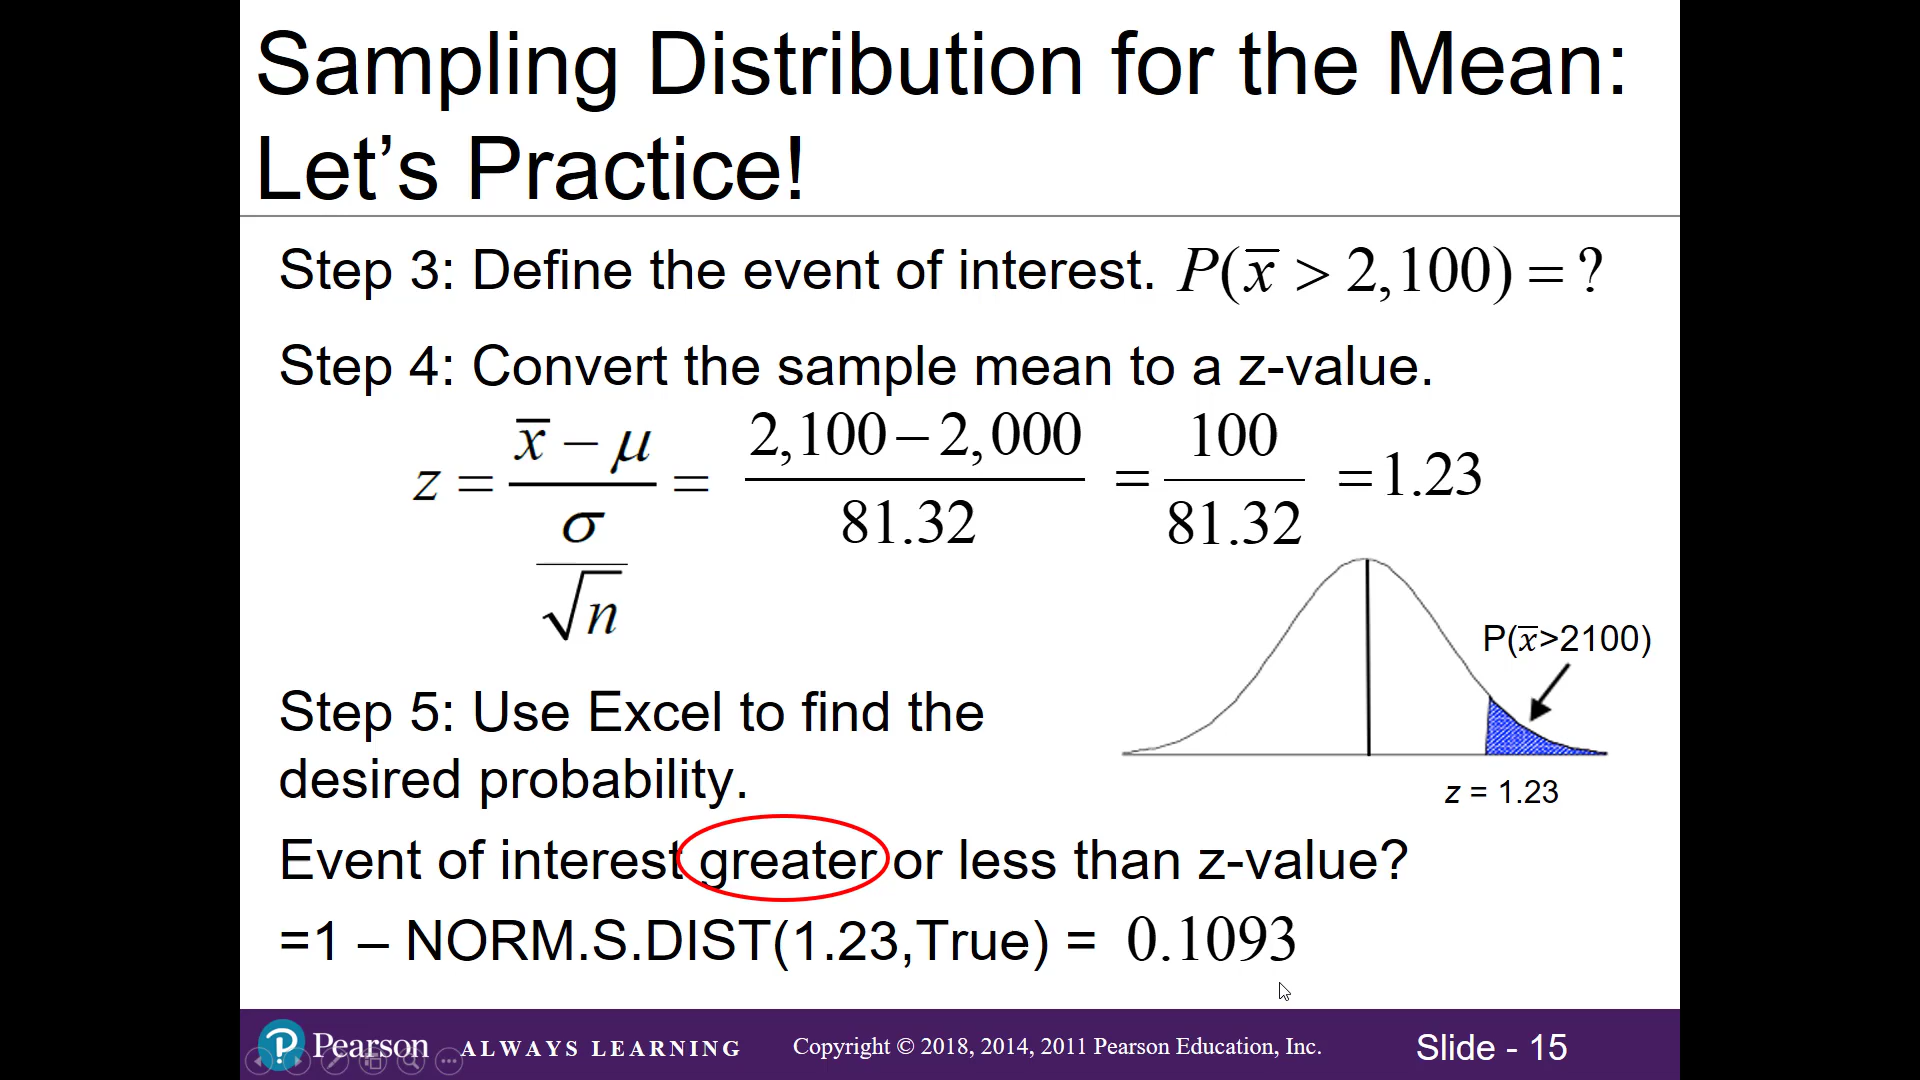 Sampling Distribution for the Mean:
Let’s Practice!
Step 3: Define the event of interest. P(x̅ > 2,100) = ?
Step 4: Convert the sample mean to a z-value.
z = (x̅ – μ) / (σ / √n) = (2,100 – 2,000) / 81.32 = 100 / 81.32 = 1.23
P(x̅>2100)
z = 1.23
Step 5: Use Excel to find the
desired probability.
Event of interest greater or less than z-value?
=1 – NORM.S.DIST(1.23,True) = 0.1093
Pearson ALWAYS LEARNING Copyright © 2018, 2014, 2011 Pearson Education, Inc. Slide - 15